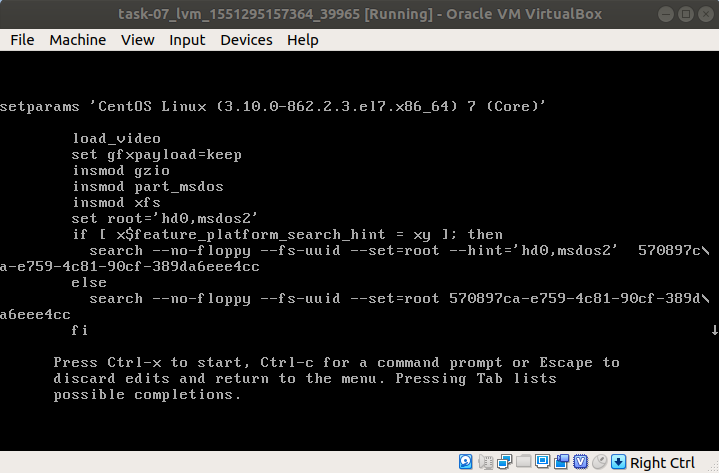 task-07_lvm_1551295157364_39965 [Running] - Oracle VM VirtualBox
File Machine View Input Devices Help
setparams 'CentOS Linux (3.10.0-862.2.3.el7.x86_64) 7 (Core)'
load_video
set gfxpayload=keep
insmod gzio
insmod part_msdos
insmod xfs
set root='hd0,msdos2'
if [ x$feature_platform_search_hint = xy ]; then
search --no-floppy --fs-uuid --set=root --hint='hd0,msdos2'  570897c\
a-e759-4c81-90cf-389da6eee4cc
else
search --no-floppy --fs-uuid --set=root 570897ca-e759-4c81-90cf-389d\
a6eee4cc
fi
Press Ctrl-x to start, Ctrl-c for a command prompt or Escape to
discard edits and return to the menu. Pressing Tab lists
possible completions.
Right Ctrl